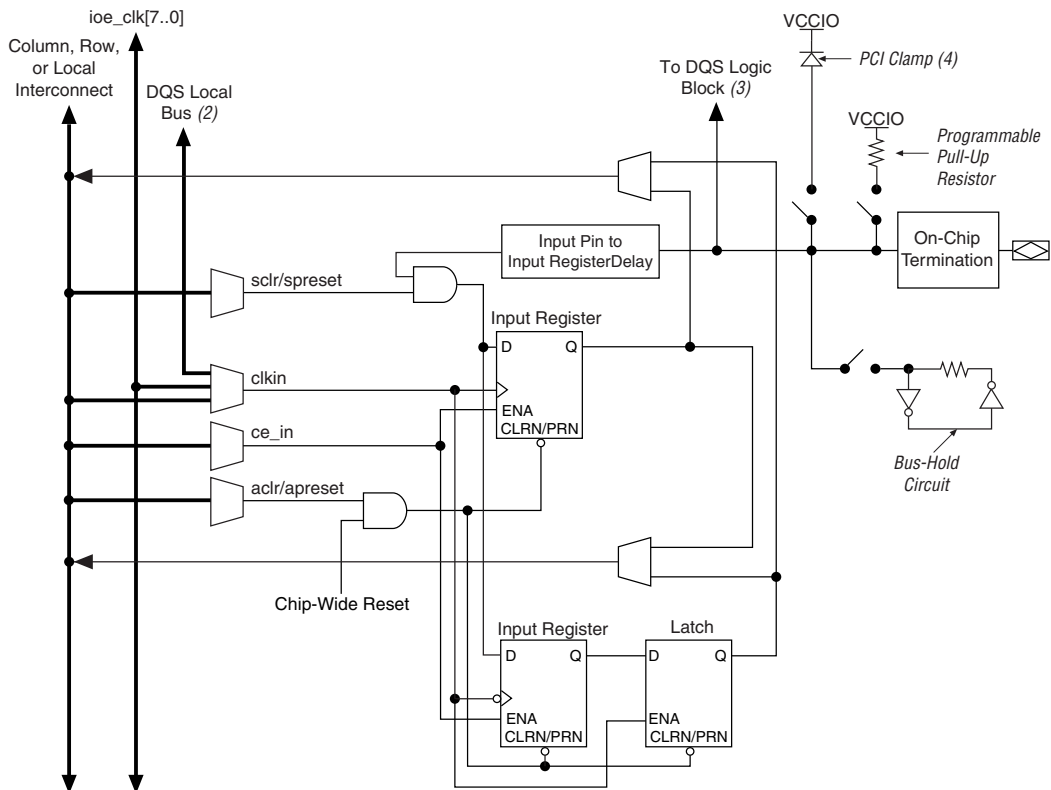 ioe_clk[7..0]
Column, Row,
or Local
Interconnect
DQS Local
Bus (2)
To DQS Logic
Block (3)
VCCIO
PCI Clamp (4)
VCCIO
Programmable
Pull-Up
Resistor
Input Pin to
Input RegisterDelay
On-Chip
Termination
sclr/spreset
Input Register
D
Q
clkin
ENA
CLRN/PRN
ce_in
aclr/apreset
Bus-Hold
Circuit
Chip-Wide Reset
Input Register
D
Q
ENA
CLRN/PRN
Latch
D
Q
ENA
CLRN/PRN